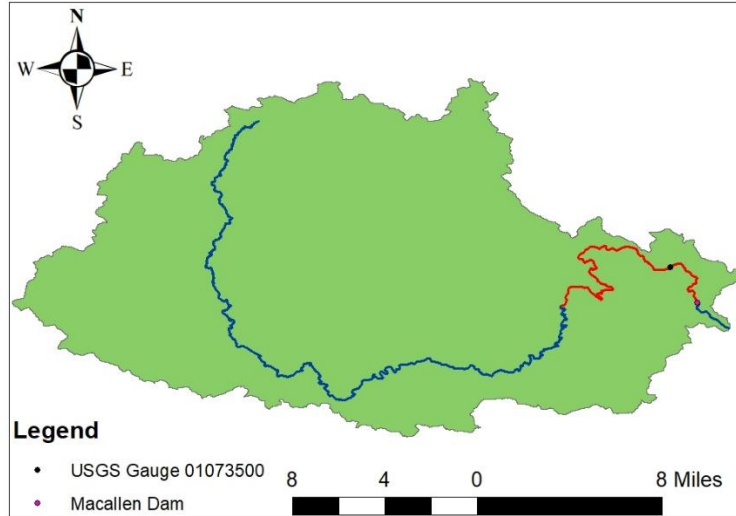 N
W E
S
Legend
USGS Gauge 01073500
Macallen Dam
8 4 0 8 Miles